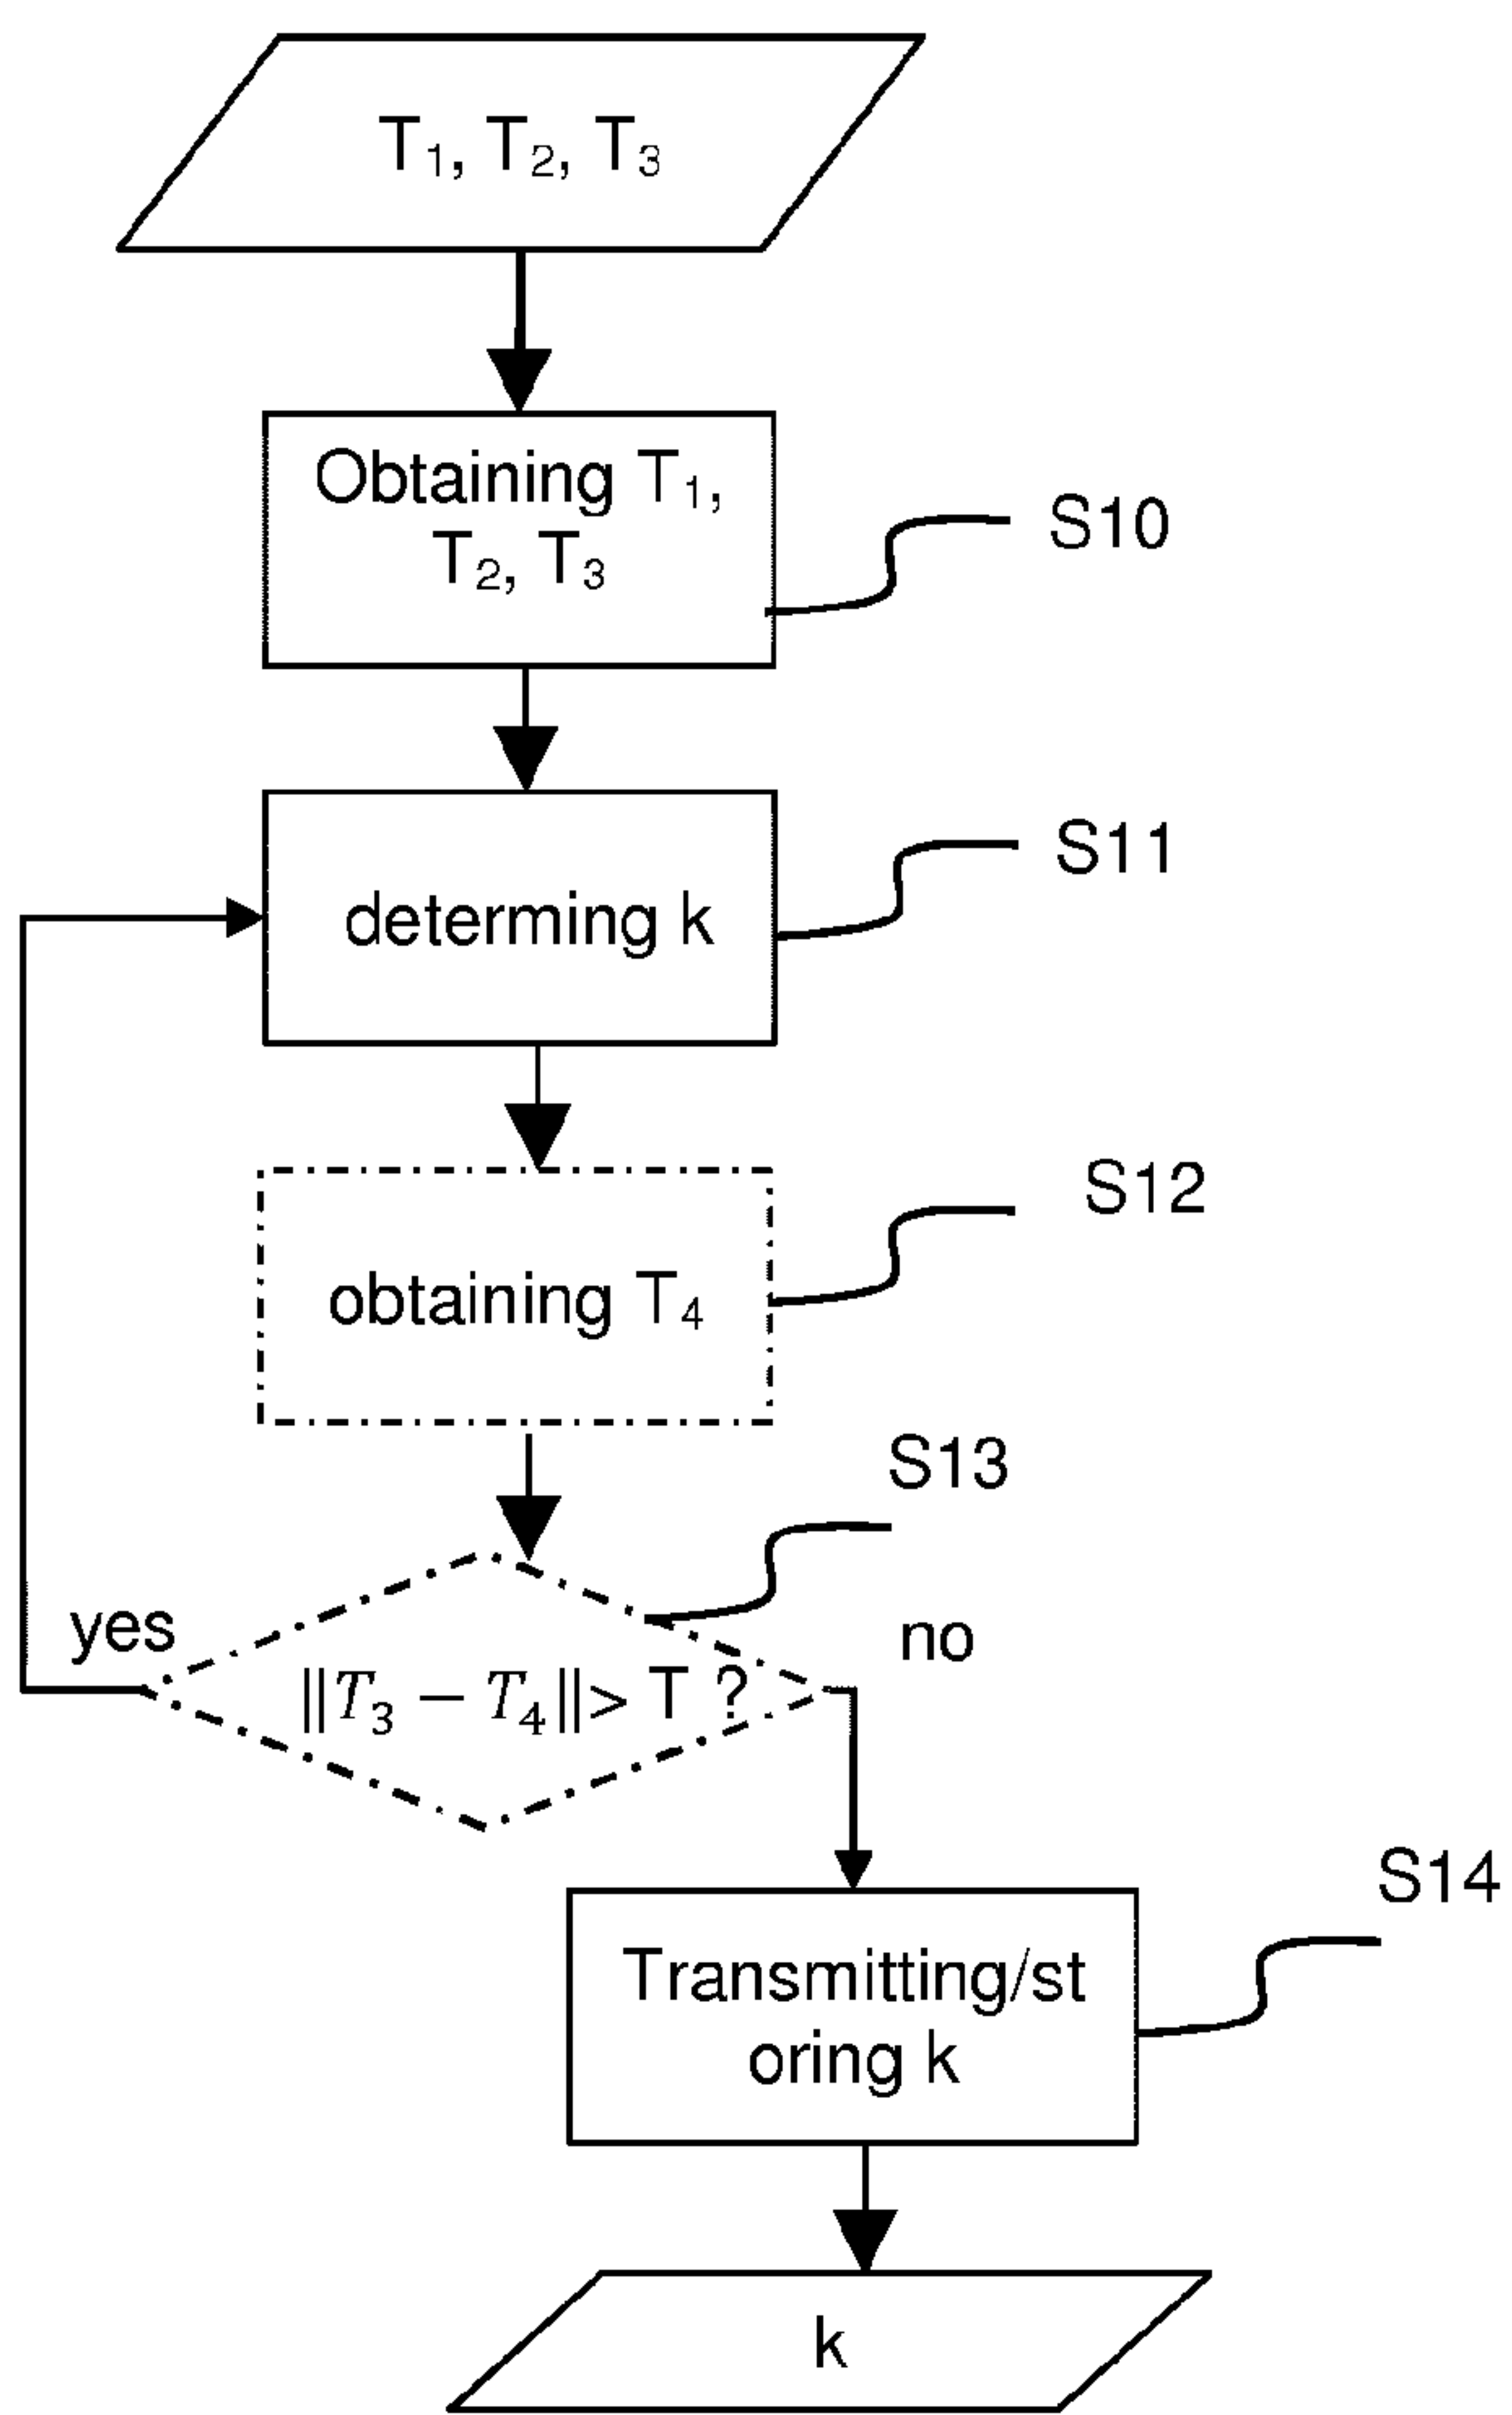 T₁, T₂, T₃
Obtaining T₁,
T₂, T₃
S10
determing k
S11
obtaining T₄
S12
S13
yes
no
||T₃ − T₄||> T ?
Transmitting/st
oring k
S14
k